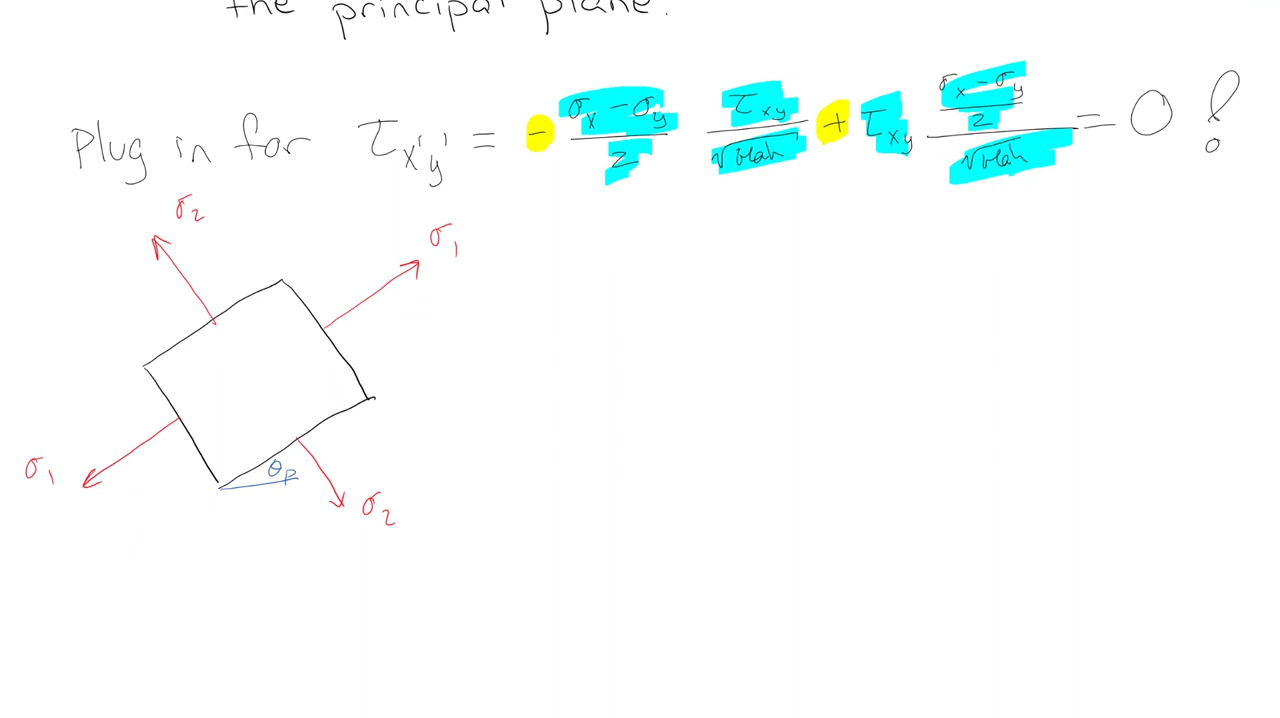 the principal plane.
Plug in for τx'y' = - (σx - σy)/2 τxy/√blah + τxy ((σx - σy)/2)/√blah = 0 !
σ2
σ1
σ1
θp
σ2